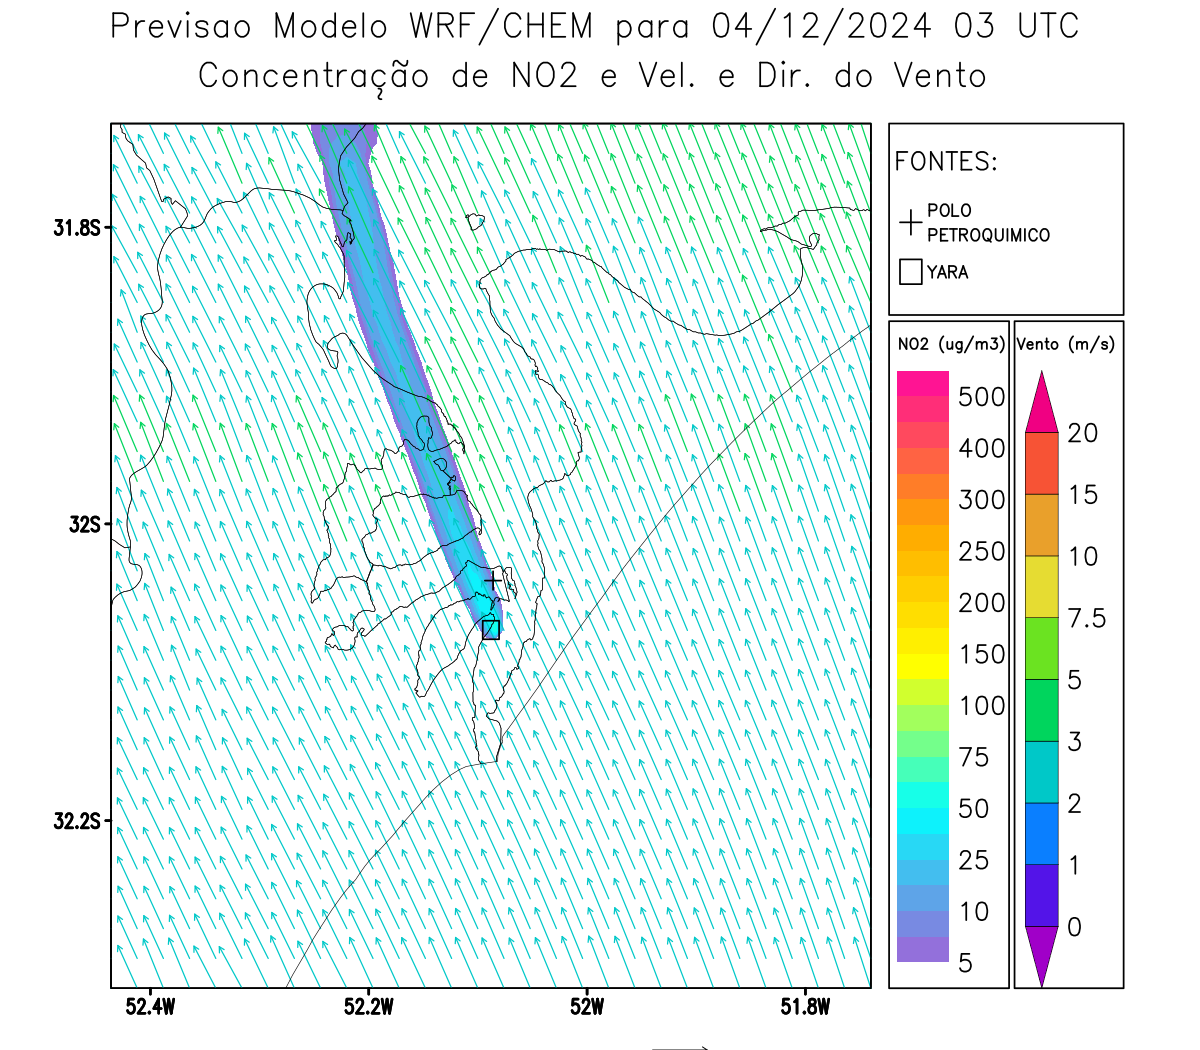 Previsao Modelo WRF/CHEM para 04/12/2024 03 UTC
Concentração de NO2 e Vel. e Dir. do Vento
FONTES:
POLO
PETROQUIMICO
YARA
NO2 (ug/m3)
500
400
300
250
200
150
100
75
50
25
10
5
Vento (m/s)
20
15
10
7.5
5
3
2
1
0
31.8S
32S
32.2S
52.4W
52.2W
52W
51.8W